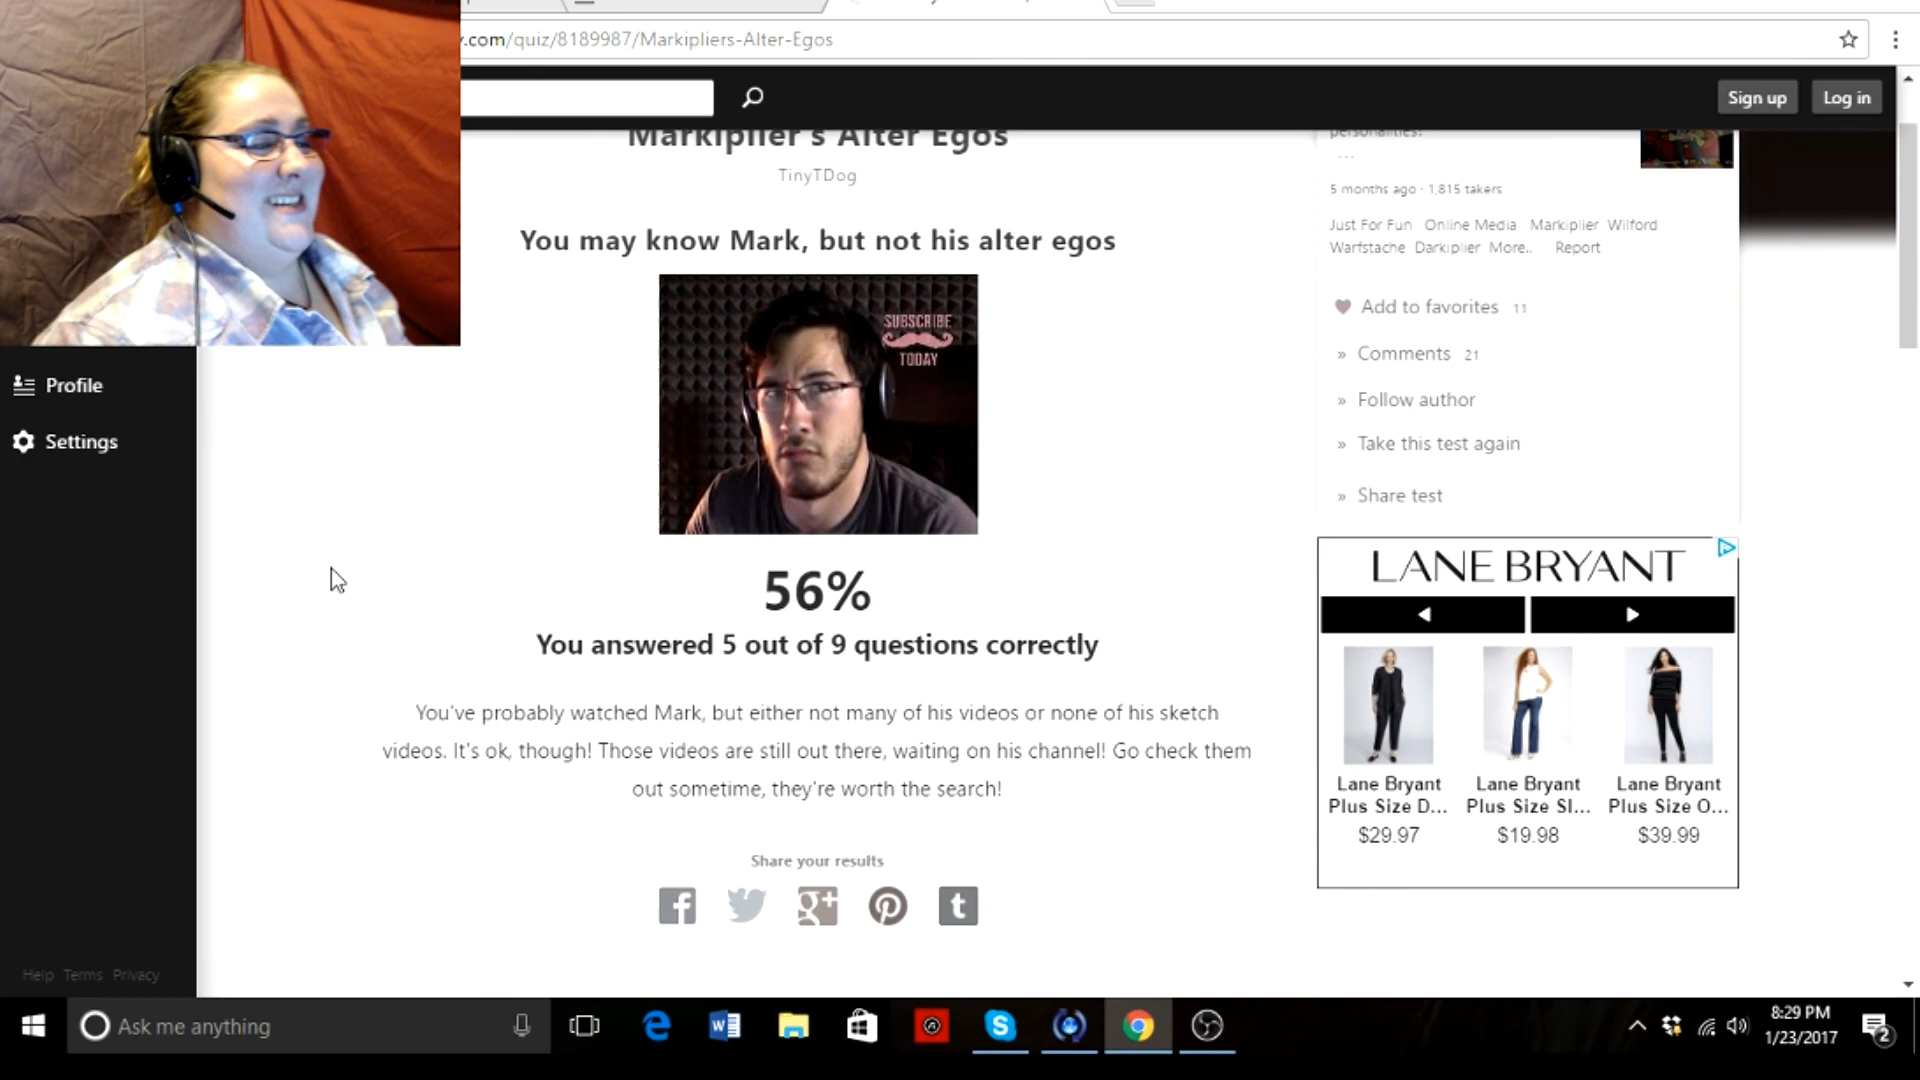 .com/quiz/8189987/Markipliers-Alter-Egos
Sign up
Log in
Markiplier's Alter Egos
TinyTDog
You may know Mark, but not his alter egos
SUBSCRIBE
TODAY
56%
You answered 5 out of 9 questions correctly
You've probably watched Mark, but either not many of his videos or none of his sketch
videos. It's ok, though! Those videos are still out there, waiting on his channel! Go check them
out sometime, they're worth the search!
Share your results
g+
t
personalities!
...
5 months ago · 1,815 takers
Just For Fun Online Media Markiplier Wilford
Warfstache Darkiplier More.. Report
Add to favorites 11
» Comments 21
» Follow author
» Take this test again
» Share test
LANE BRYANT
Lane Bryant
Plus Size D...
$29.97
Lane Bryant
Plus Size Sl...
$19.98
Lane Bryant
Plus Size O...
$39.99
Profile
Settings
Help Terms Privacy
Ask me anything
8:29 PM
1/23/2017
2